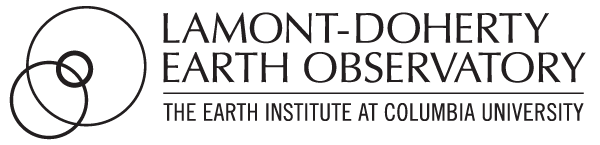 LAMONT-DOHERTY
EARTH OBSERVATORY
THE EARTH INSTITUTE AT COLUMBIA UNIVERSITY